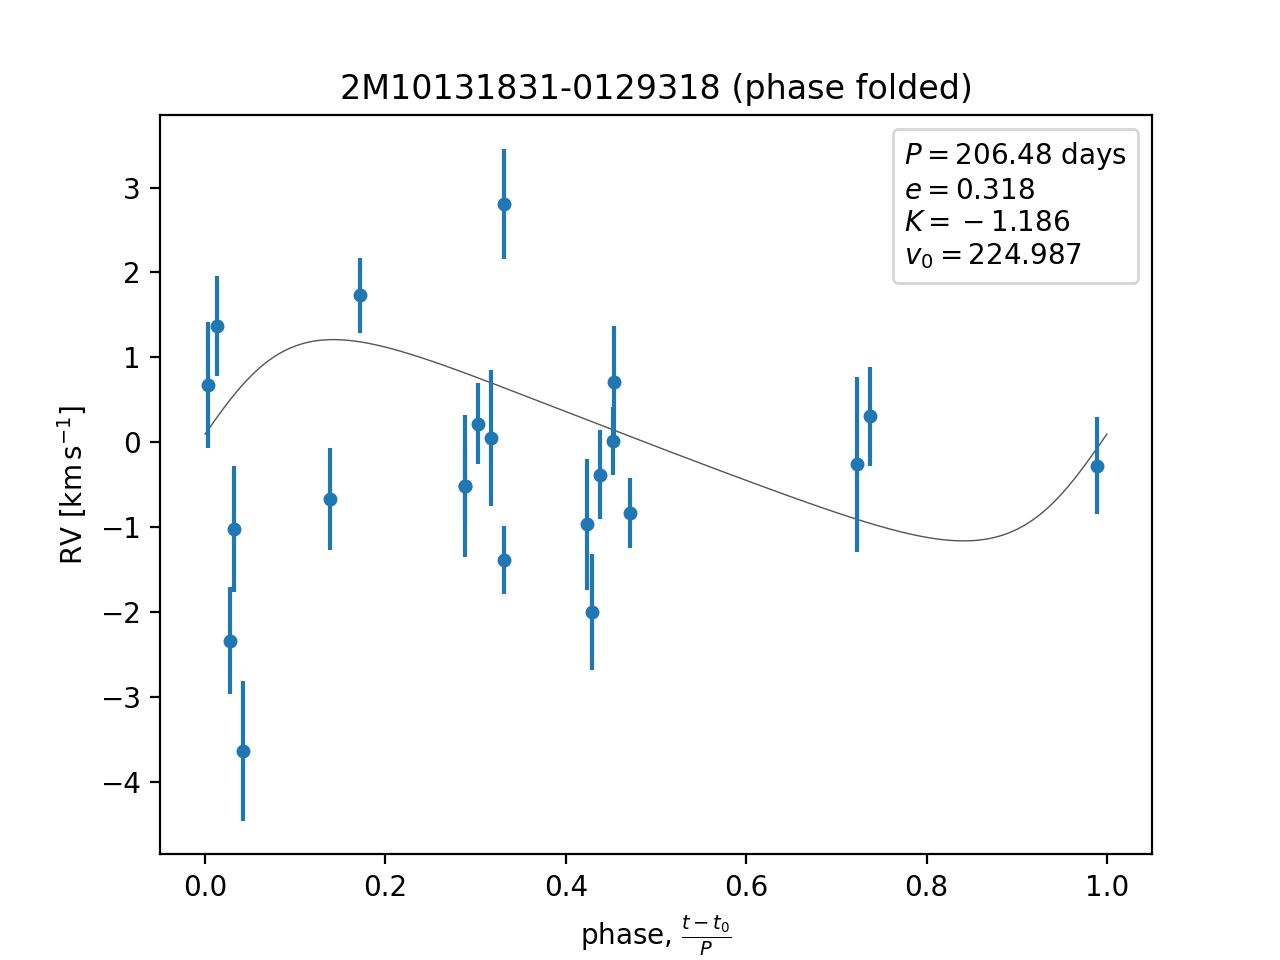 2M10131831-0129318 (phase folded)
P = 206.48 days
e = 0.318
K = −1.186
v₀ = 224.987
3
2
1
0
−1
−2
−3
−4
RV [km s⁻¹]
0.0 0.2 0.4 0.6 0.8 1.0
phase, (t − t₀)/P